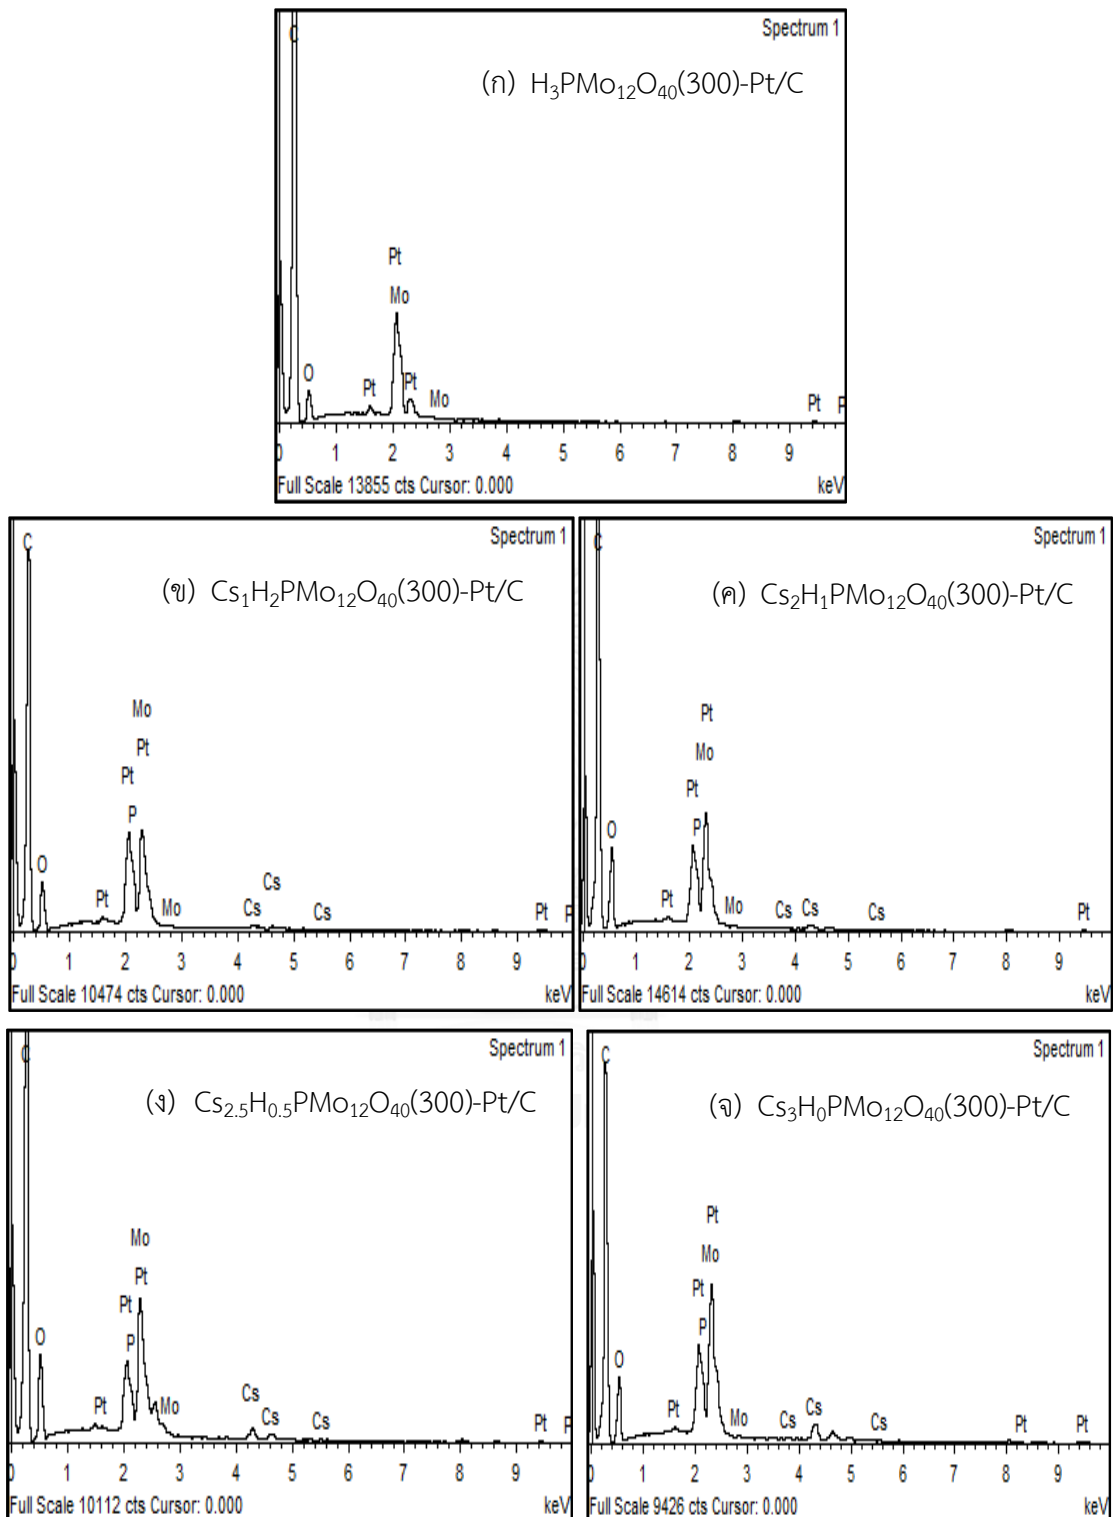 Spectrum 1
(ก) H₃PMo₁₂O₄₀(300)-Pt/C
C
Pt
Mo
O
Pt
Pt
Mo
Pt
P
0 1 2 3 4 5 6 7 8 9
Full Scale 13855 cts Cursor: 0.000 keV
Spectrum 1
(ข) Cs₁H₂PMo₁₂O₄₀(300)-Pt/C
C
Mo
Pt
Pt
P
O
Pt
Mo
Cs
Cs
Cs
Pt
P
0 1 2 3 4 5 6 7 8 9
Full Scale 10474 cts Cursor: 0.000 keV
Spectrum 1
(ค) Cs₂H₁PMo₁₂O₄₀(300)-Pt/C
C
Pt
Mo
Pt
P
O
Pt
Mo
Cs
Cs
Cs
Pt
0 1 2 3 4 5 6 7 8 9
Full Scale 14614 cts Cursor: 0.000 keV
Spectrum 1
(ง) Cs₂.₅H₀.₅PMo₁₂O₄₀(300)-Pt/C
C
Mo
Pt
Pt
P
O
Pt
Mo
Cs
Cs
Cs
Pt
P
0 1 2 3 4 5 6 7 8 9
Full Scale 10112 cts Cursor: 0.000 keV
Spectrum 1
(จ) Cs₃H₀PMo₁₂O₄₀(300)-Pt/C
C
Pt
Mo
Pt
P
O
Pt
Mo
Cs
Cs
Cs
Pt
Pt
0 1 2 3 4 5 6 7 8 9
Full Scale 9426 cts Cursor: 0.000 keV